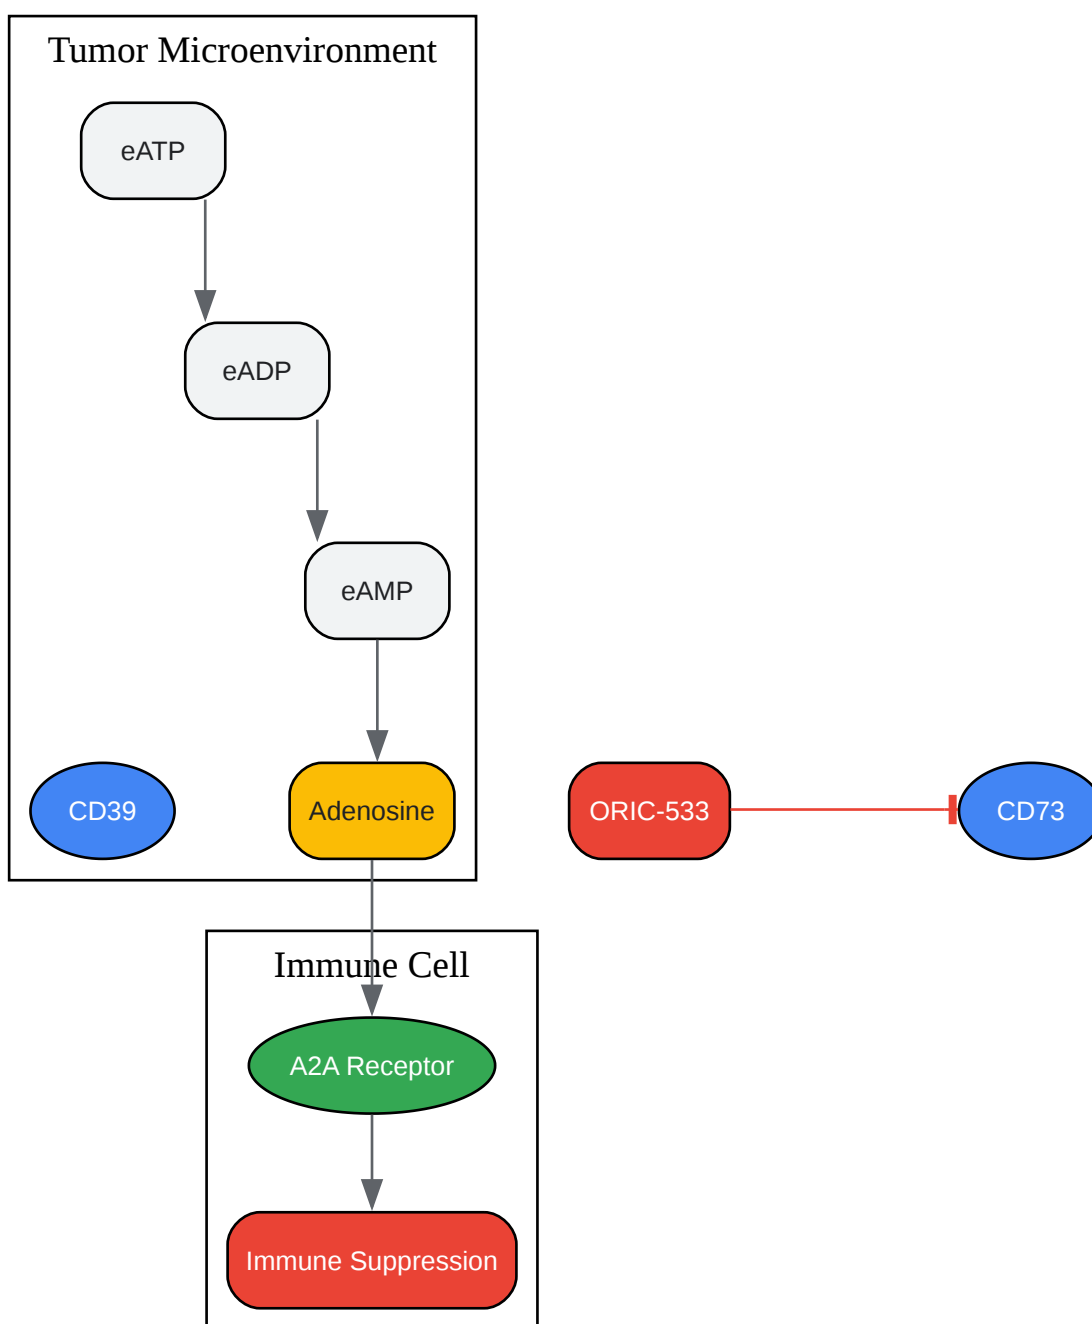 Tumor Microenvironment
eATP
eADP
eAMP
CD39
Adenosine
ORIC-533
CD73
Immune Cell
A2A Receptor
Immune Suppression